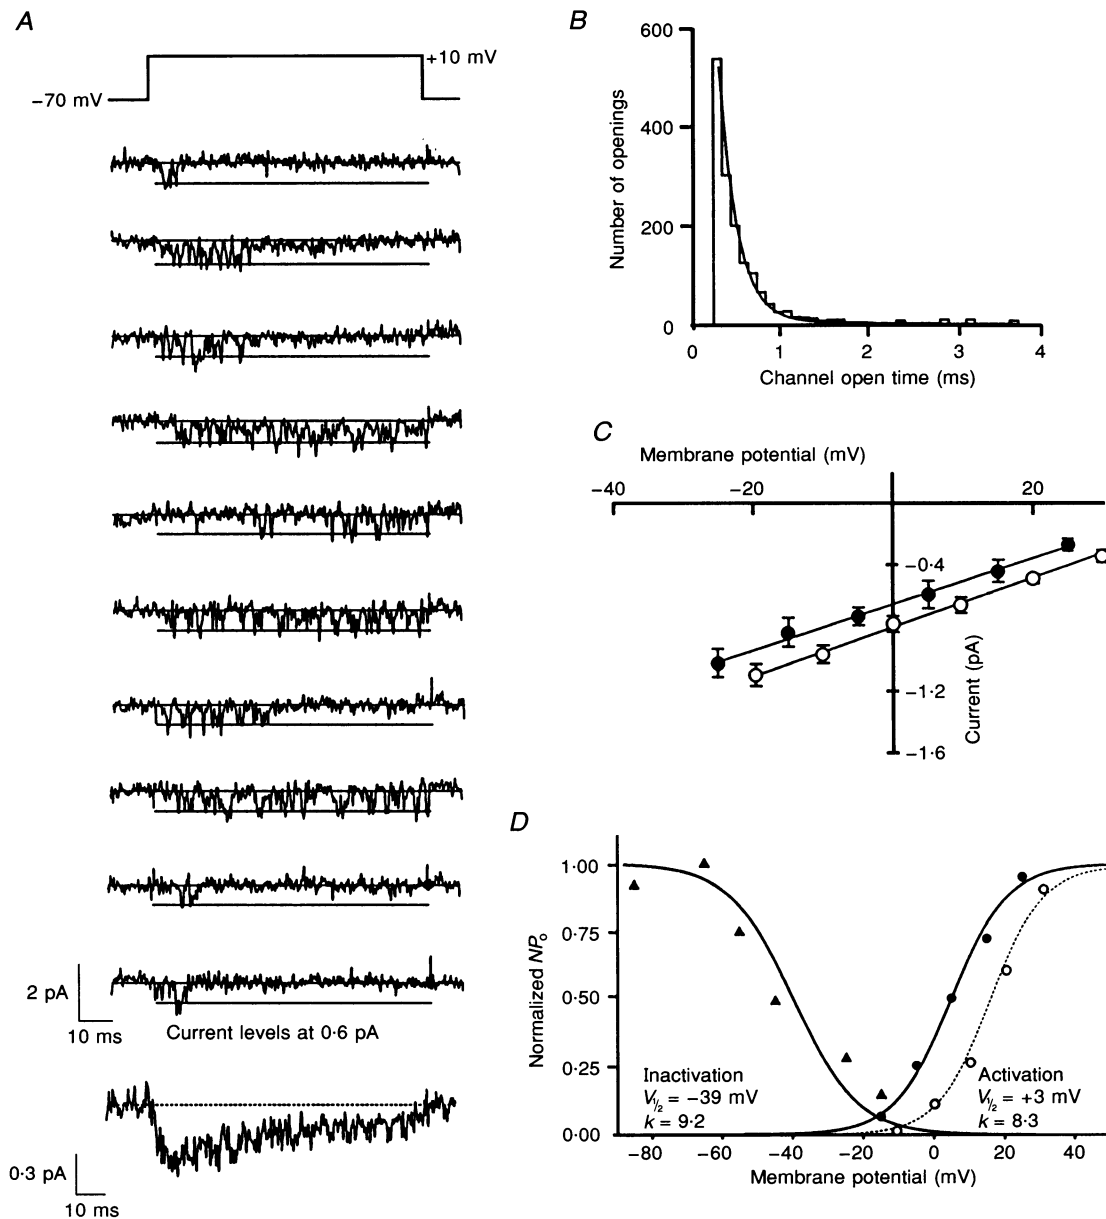 A
+10 mV
−70 mV
2 pA
10 ms
Current levels at 0·6 pA
0·3 pA
10 ms
B
600
400
200
0
Number of openings
0 1 2 3 4
Channel open time (ms)
C
Membrane potential (mV)
−40 −20 20
−0·4
−1·2
−1·6
Current (pA)
D
1·00
0·75
0·50
0·25
0·00
Normalized NPo
Inactivation
V½ = −39 mV
k = 9·2
Activation
V½ = +3 mV
k = 8·3
−80 −60 −40 −20 0 20 40
Membrane potential (mV)